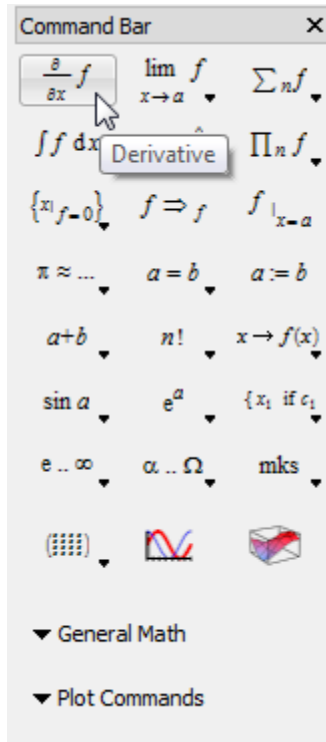 Command Bar ×
∂/∂x f lim x→a f ∑n f
∫f dx Derivative ∏n f
{x| f=0} f ⇒ f f |x=a
π ≈ ... a = b a := b
a+b n! x → f(x)
sin a e^a {x₁ if c₁
e .. ∞ α .. Ω mks
General Math
Plot Commands